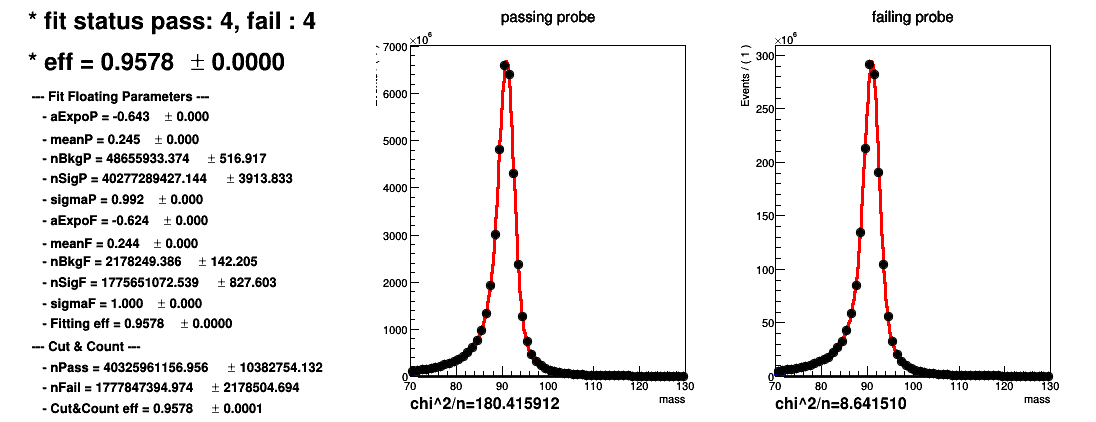 * fit status pass: 4, fail : 4
* eff = 0.9578 ± 0.0000
--- Fit Floating Parameters ---
- aExpoP = -0.643 ± 0.000
- meanP = 0.245 ± 0.000
- nBkgP = 48655933.374 ± 516.917
- nSigP = 40277289427.144 ± 3913.833
- sigmaP = 0.992 ± 0.000
- aExpoF = -0.624 ± 0.000
- meanF = 0.244 ± 0.000
- nBkgF = 2178249.386 ± 142.205
- nSigF = 1775651072.539 ± 827.603
- sigmaF = 1.000 ± 0.000
- Fitting eff = 0.9578 ± 0.0000
--- Cut & Count ---
- nPass = 40325961156.956 ± 10382754.132
- nFail = 1777847394.974 ± 2178504.694
- Cut&Count eff = 0.9578 ± 0.0001
passing probe
×10^6
7000
6000
5000
4000
3000
2000
1000
0
70 80 90 100 110 120 130
mass
chi^2/n=180.415912
failing probe
×10^6
Events / ( 1 )
300
250
200
150
100
50
0
70 80 90 100 110 120 130
mass
chi^2/n=8.641510